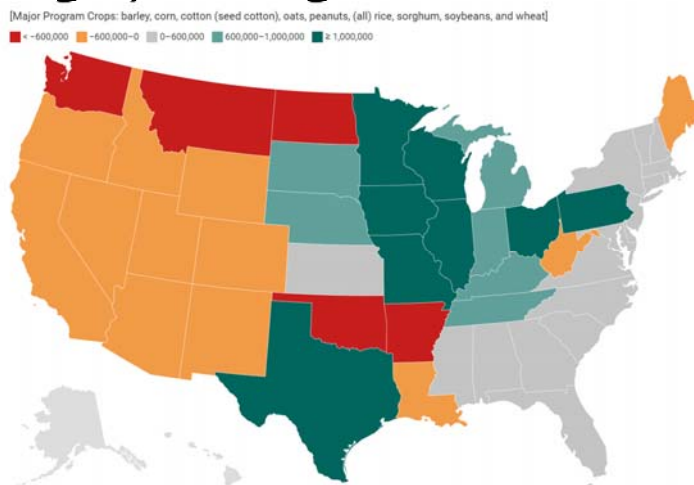 [Major Program Crops: barley, corn, cotton (seed cotton), oats, peanuts, (all) rice, sorghum, soybeans, and wheat]
< −600,000 −600,000–0 0–600,000 600,000–1,000,000 ≥ 1,000,000